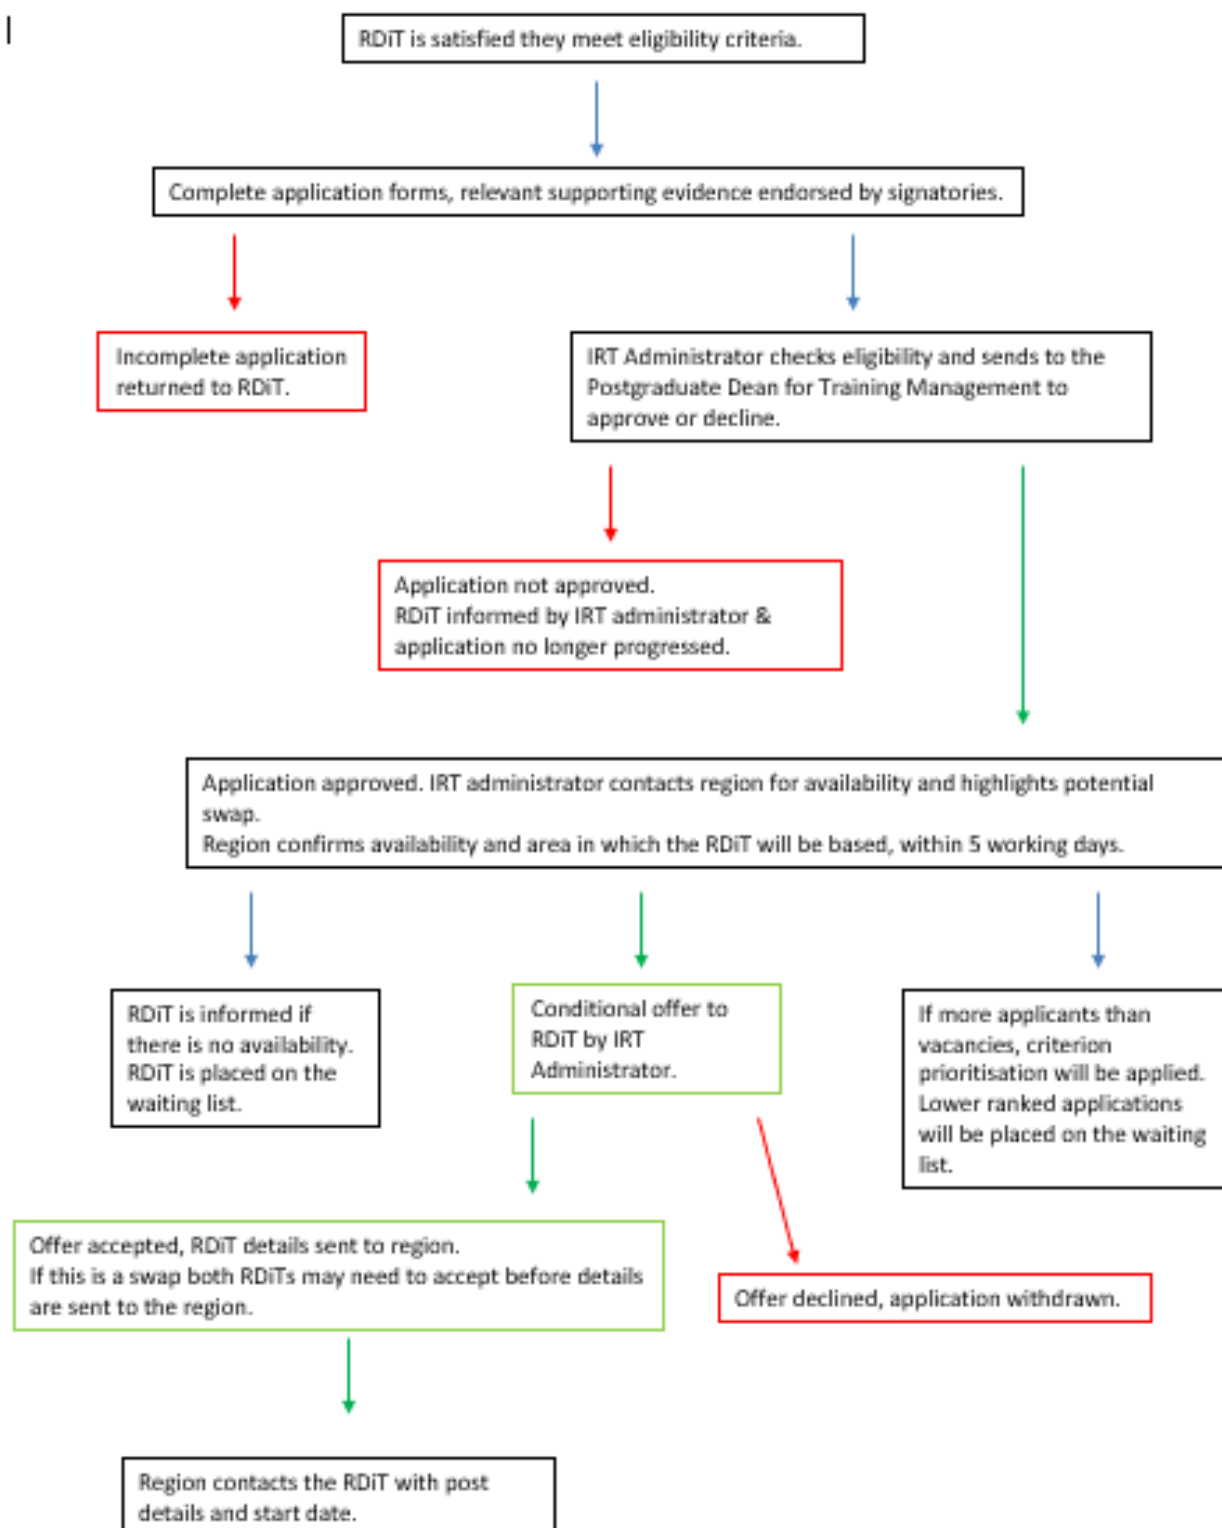 RDiT is satisfied they meet eligibility criteria.
Complete application forms, relevant supporting evidence endorsed by signatories.
Incomplete application
returned to RDiT.
IRT Administrator checks eligibility and sends to the
Postgraduate Dean for Training Management to
approve or decline.
Application not approved.
RDiT informed by IRT administrator &
application no longer progressed.
Application approved. IRT administrator contacts region for availability and highlights potential
swap.
Region confirms availability and area in which the RDiT will be based, within 5 working days.
RDiT is informed if
there is no availability.
RDiT is placed on the
waiting list.
Conditional offer to
RDiT by IRT
Administrator.
If more applicants than
vacancies, criterion
prioritisation will be applied.
Lower ranked applications
will be placed on the waiting
list.
Offer accepted, RDiT details sent to region.
If this is a swap both RDiTs may need to accept before details
are sent to the region.
Offer declined, application withdrawn.
Region contacts the RDiT with post
details and start date.